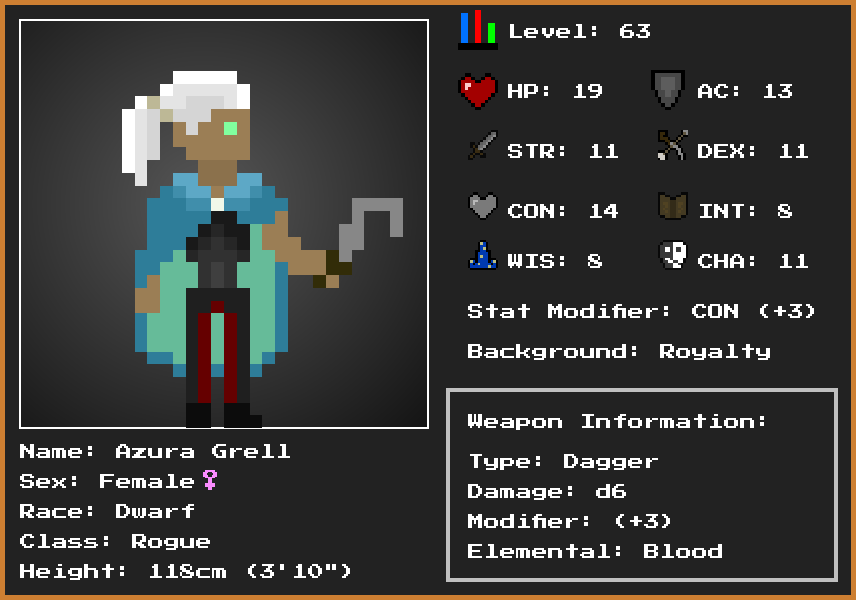 Level: 63
HP: 19 AC: 13
STR: 11 DEX: 11
CON: 14 INT: 8
WIS: 8 CHA: 11
Stat Modifier: CON (+3)
Background: Royalty
Weapon Information:
Type: Dagger
Damage: d6
Modifier: (+3)
Elemental: Blood
Name: Azura Grell
Sex: Female♀
Race: Dwarf
Class: Rogue
Height: 118cm (3'10")